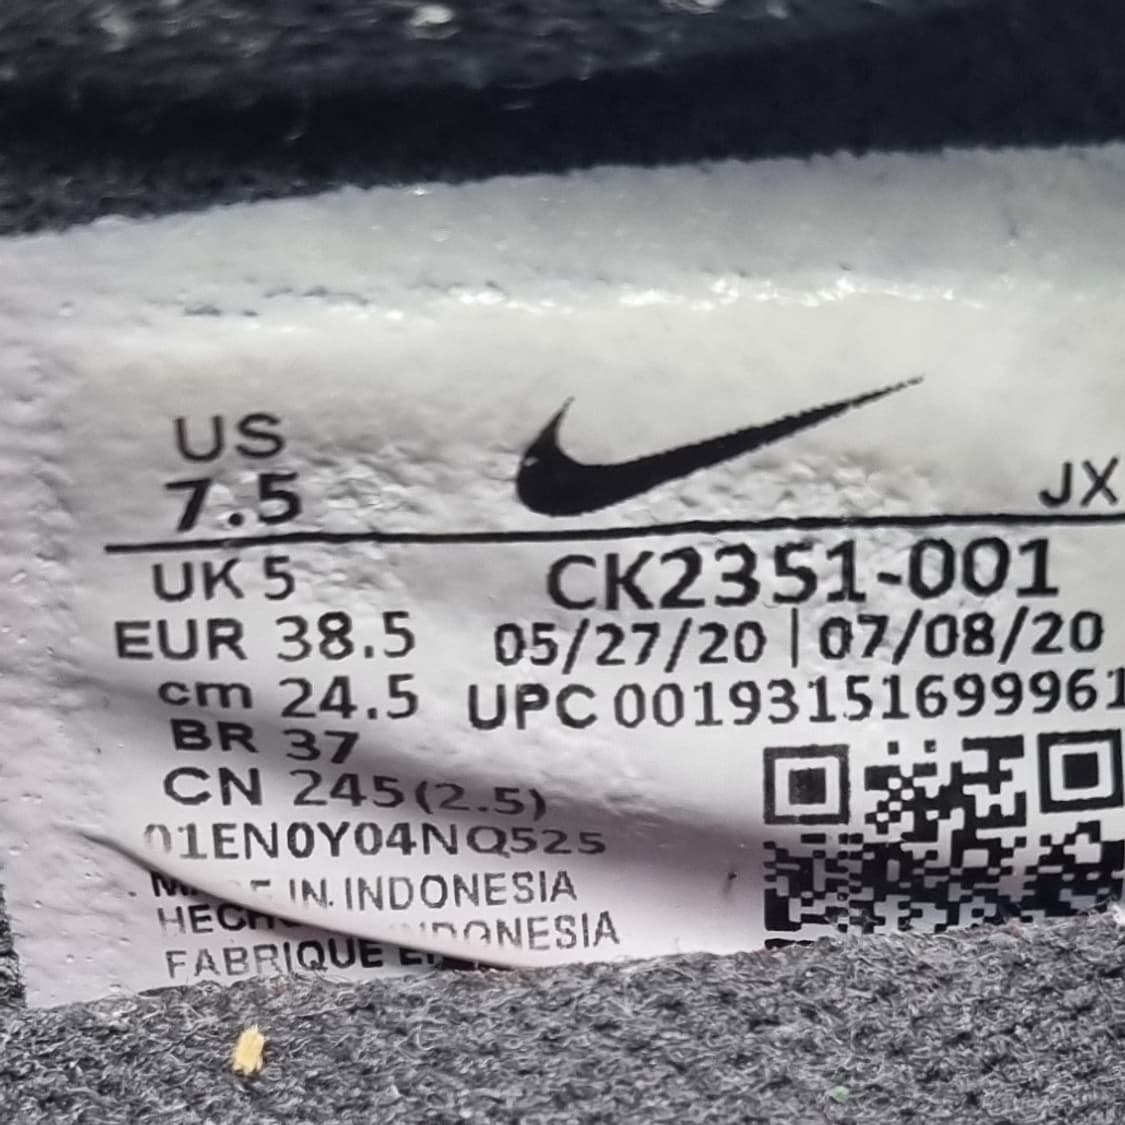 US
7.5
JX
UK 5
CK2351-001
EUR 38.5
05/27/20 | 07/08/20
cm 24.5
UPC 00193151699961
BR 37
CN 245(2.5)
01EN0Y04NQ525
IN INDONESIA
FABRIQUE